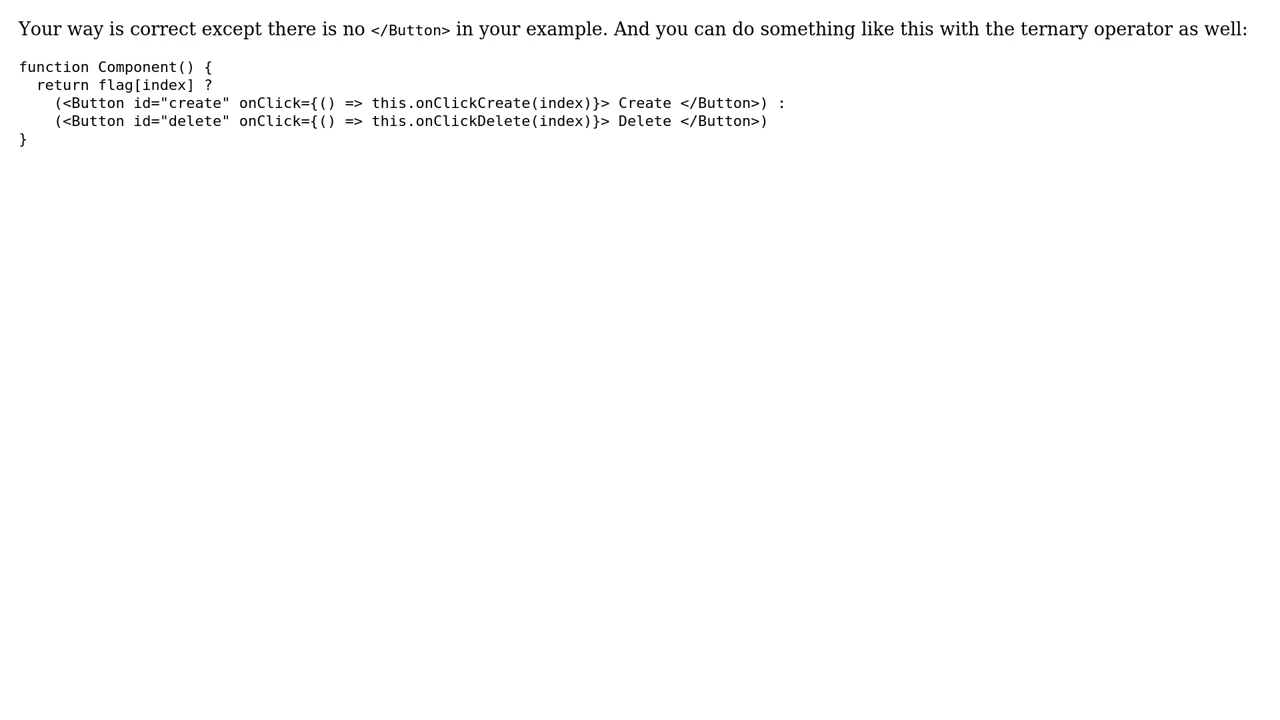 Your way is correct except there is no </Button> in your example. And you can do something like this with the ternary operator as well:
function Component() {
  return flag[index] ?
    (<Button id="create" onClick={() => this.onClickCreate(index)}> Create </Button>) :
    (<Button id="delete" onClick={() => this.onClickDelete(index)}> Delete </Button>)
}